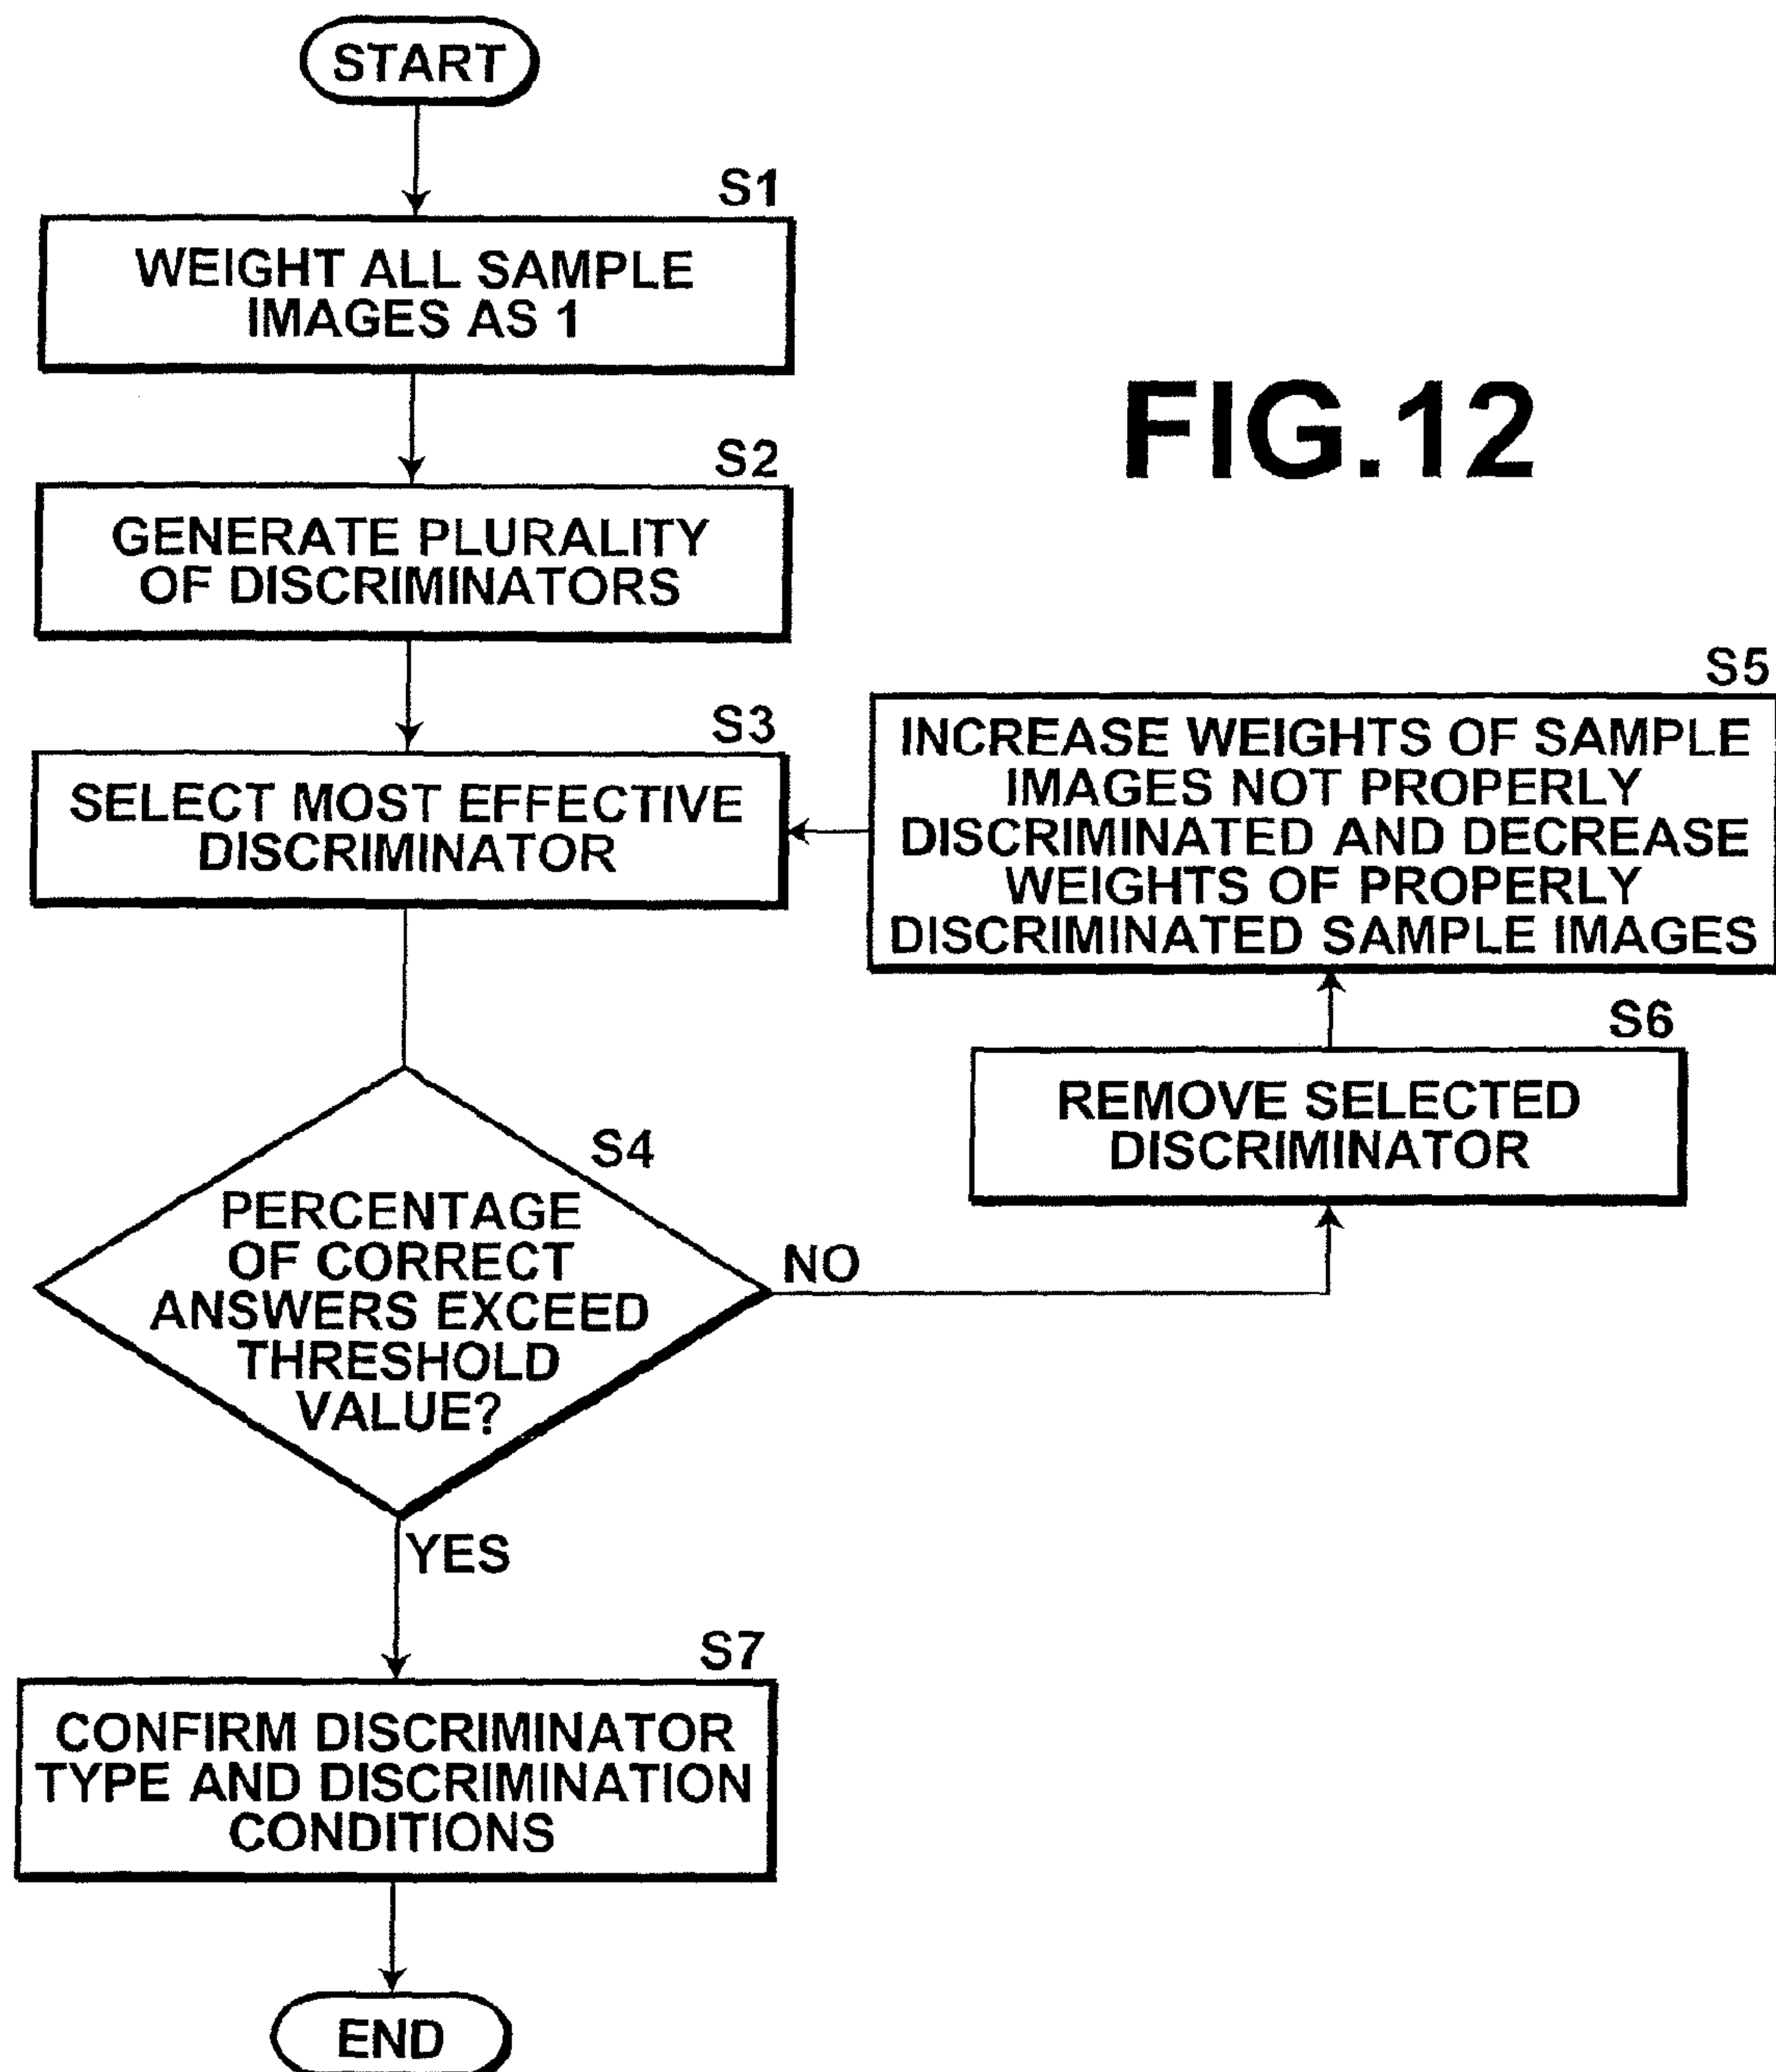 START
S1
WEIGHT ALL SAMPLE
IMAGES AS 1
FIG.12
S2
GENERATE PLURALITY
OF DISCRIMINATORS
S3
SELECT MOST EFFECTIVE
DISCRIMINATOR
S5
INCREASE WEIGHTS OF SAMPLE
IMAGES NOT PROPERLY
DISCRIMINATED AND DECREASE
WEIGHTS OF PROPERLY
DISCRIMINATED SAMPLE IMAGES
S6
REMOVE SELECTED
DISCRIMINATOR
S4
PERCENTAGE
OF CORRECT
ANSWERS EXCEED
THRESHOLD
VALUE?
NO
YES
S7
CONFIRM DISCRIMINATOR
TYPE AND DISCRIMINATION
CONDITIONS
END